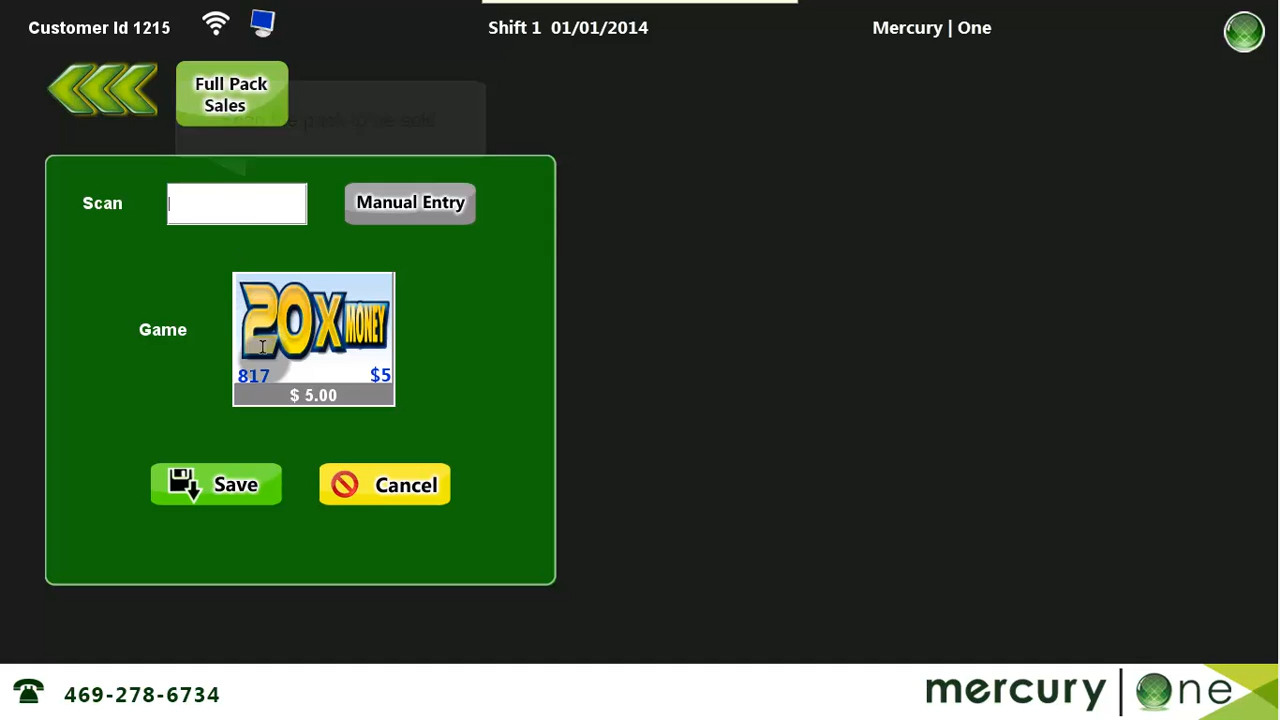 Customer Id 1215
Shift 1 01/01/2014
Mercury | One
Full Pack
Sales
Scan
Manual Entry
Game
20X MONEY
817
$5
$ 5.00
Save
Cancel
469-278-6734
mercury One